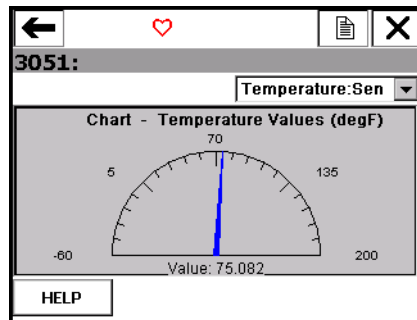 3051:
Temperature:Sen
Chart - Temperature Values (degF)
70
5
135
-60
200
Value: 75.082
HELP